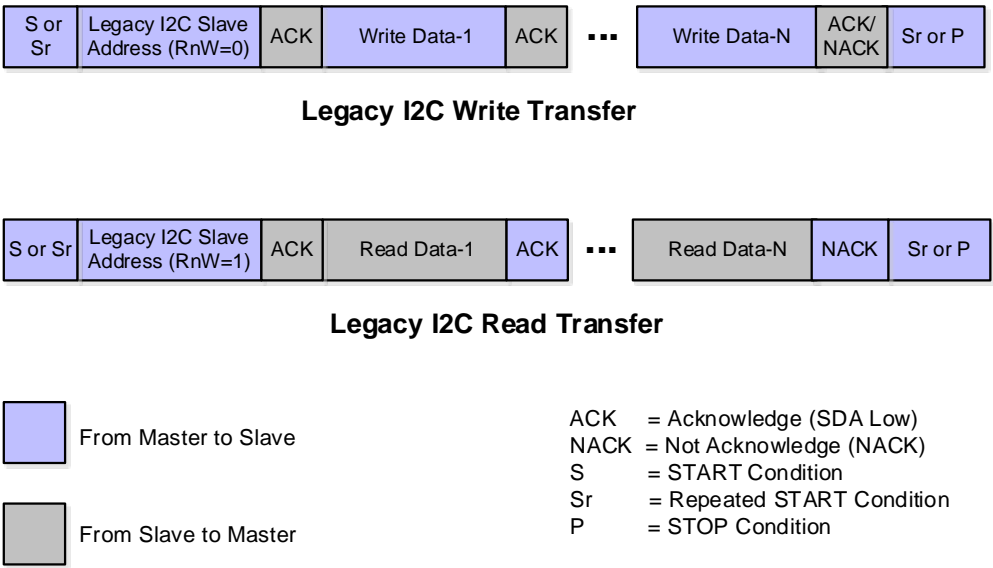 S or
Sr
Legacy I2C Slave
Address (RnW=0)
ACK
Write Data-1
ACK
...
Write Data-N
ACK/
NACK
Sr or P
Legacy I2C Write Transfer
S or Sr
Legacy I2C Slave
Address (RnW=1)
ACK
Read Data-1
ACK
...
Read Data-N
NACK
Sr or P
Legacy I2C Read Transfer
From Master to Slave
From Slave to Master
ACK = Acknowledge (SDA Low)
NACK = Not Acknowledge (NACK)
S = START Condition
Sr = Repeated START Condition
P = STOP Condition